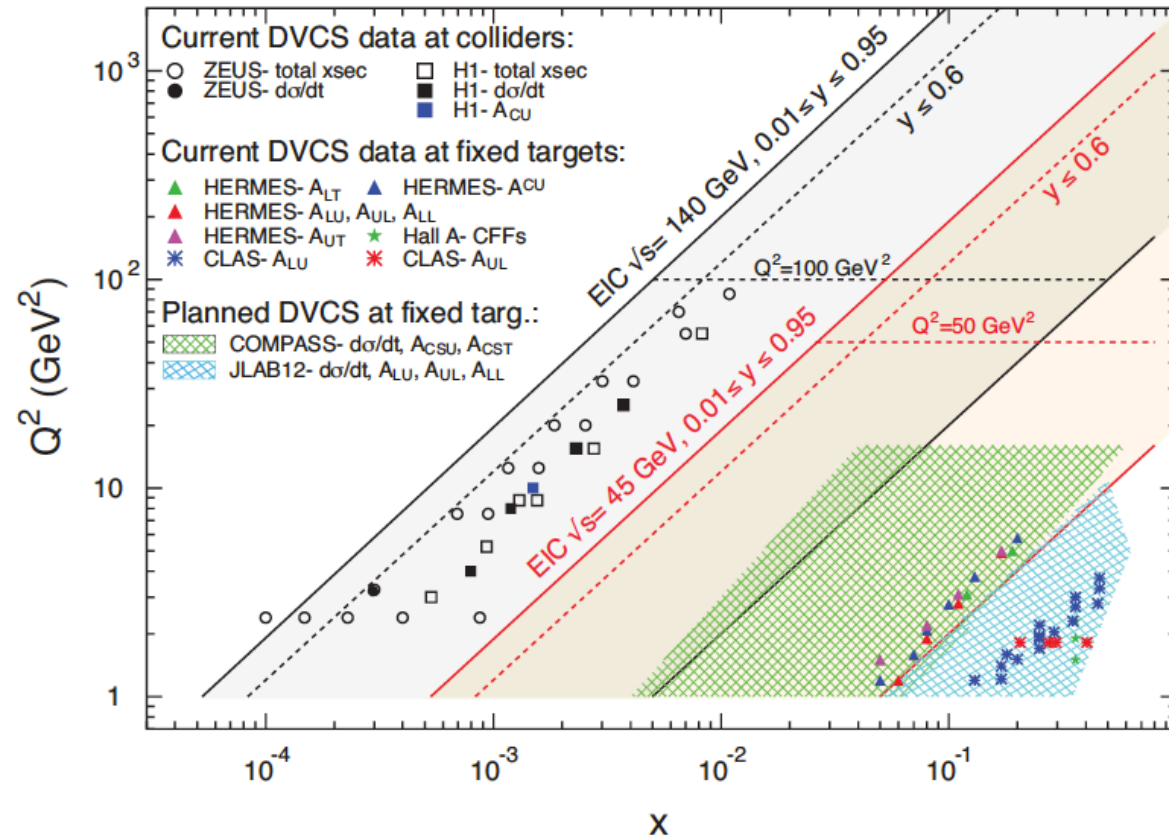 Current DVCS data at colliders:
ZEUS- total xsec H1- total xsec
ZEUS- dσ/dt H1- dσ/dt
H1- A_CU
Current DVCS data at fixed targets:
HERMES- A_LT HERMES- A^CU
HERMES- A_LU, A_UL, A_LL
HERMES- A_UT Hall A- CFFs
CLAS- A_LU CLAS- A_UL
Planned DVCS at fixed targ.:
COMPASS- dσ/dt, A_CSU, A_CST
JLAB12- dσ/dt, A_LU, A_UL, A_LL
EIC √s= 140 GeV, 0.01≤ y ≤ 0.95
y ≤ 0.6
EIC √s= 45 GeV, 0.01≤ y ≤ 0.95
y ≤ 0.6
Q²=100 GeV²
Q²=50 GeV²
Q² (GeV²)
10³
10²
10
1
10⁻⁴ 10⁻³ 10⁻² 10⁻¹
x